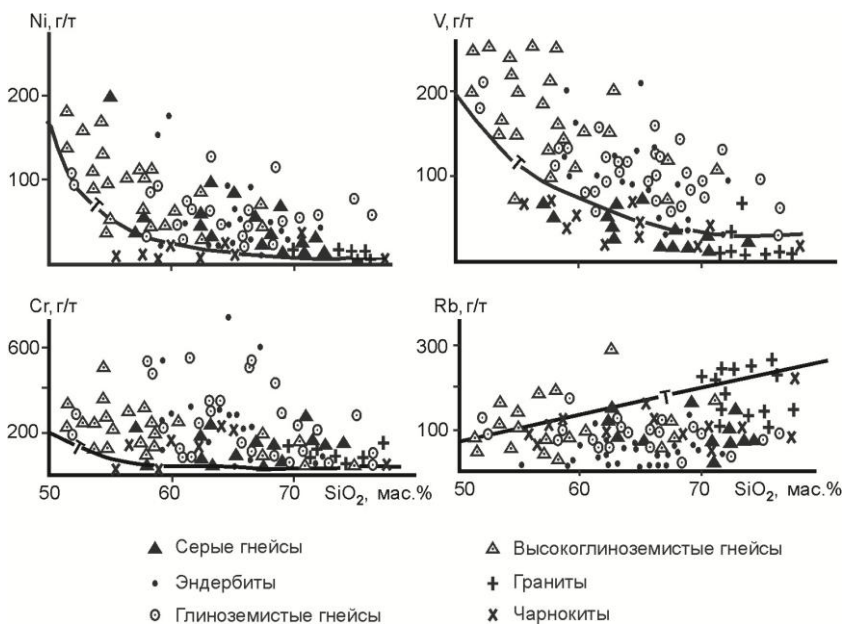 Ni, г/т
V, г/т
200
100
200
100
Cr, г/т
Rb, г/т
600
200
300
100
T
T
T
T
50
60
70
SiO₂, мас.%
50
60
70
SiO₂, мас.%
Серые гнейсы
Высокоглиноземистые гнейсы
Эндербиты
Граниты
Глиноземистые гнейсы
Чарнокиты